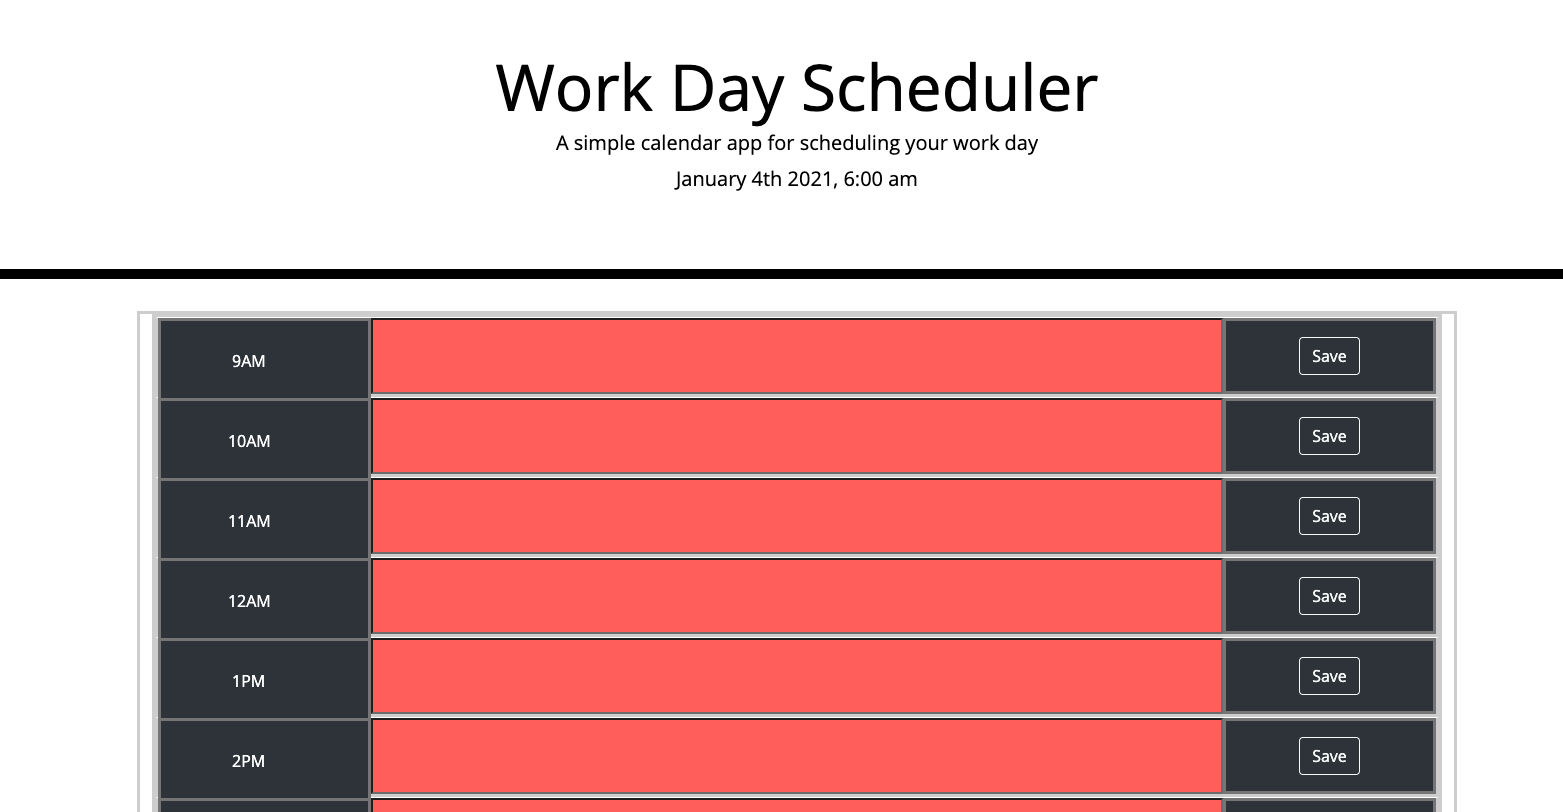 Work Day Scheduler
A simple calendar app for scheduling your work day
January 4th 2021, 6:00 am
9AM Save
10AM Save
11AM Save
12AM Save
1PM Save
2PM Save